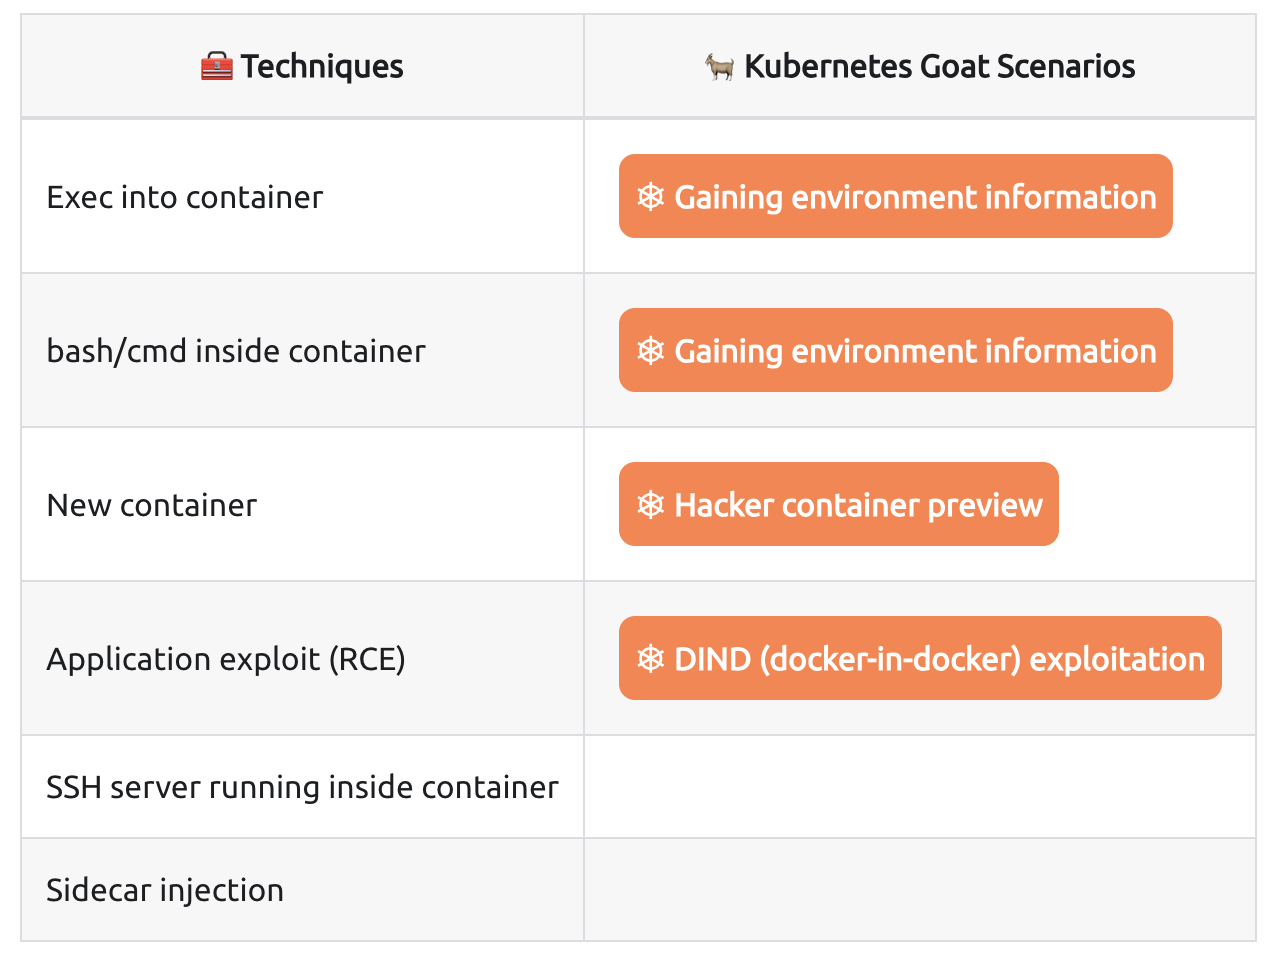 🧰 Techniques
🐐 Kubernetes Goat Scenarios
Exec into container
⎈ Gaining environment information
bash/cmd inside container
⎈ Gaining environment information
New container
⎈ Hacker container preview
Application exploit (RCE)
⎈ DIND (docker-in-docker) exploitation
SSH server running inside container
Sidecar injection